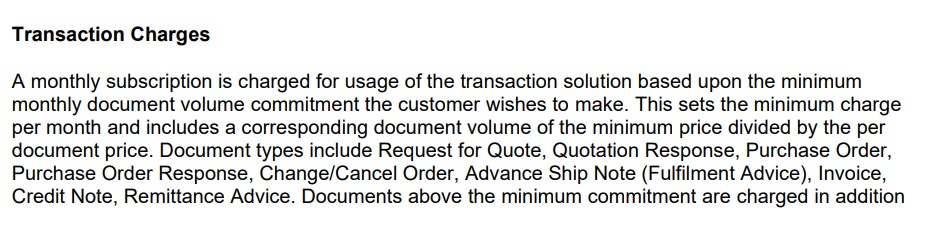 Transaction Charges
A monthly subscription is charged for usage of the transaction solution based upon the minimum
monthly document volume commitment the customer wishes to make. This sets the minimum charge
per month and includes a corresponding document volume of the minimum price divided by the per
document price. Document types include Request for Quote, Quotation Response, Purchase Order,
Purchase Order Response, Change/Cancel Order, Advance Ship Note (Fulfilment Advice), Invoice,
Credit Note, Remittance Advice. Documents above the minimum commitment are charged in addition